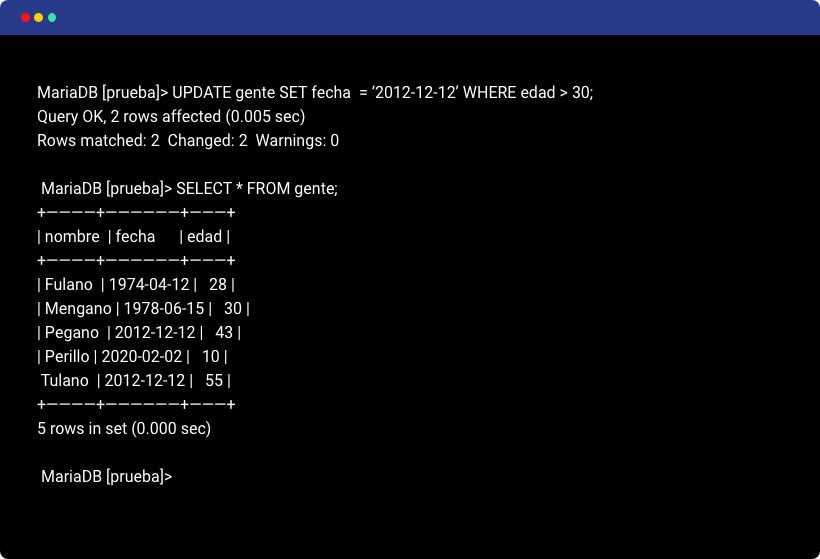 MariaDB [prueba]> UPDATE gente SET fecha  = ‘2012-12-12’ WHERE edad > 30;
Query OK, 2 rows affected (0.005 sec)
Rows matched: 2  Changed: 2  Warnings: 0
MariaDB [prueba]> SELECT * FROM gente;
+————+——————+———+
| nombre  | fecha      | edad |
+————+——————+———+
| Fulano  | 1974-04-12 |   28 |
| Mengano | 1978-06-15 |   30 |
| Pegano  | 2012-12-12 |   43 |
| Perillo | 2020-02-02 |   10 |
Tulano  | 2012-12-12 |   55 |
+————+——————+———+
5 rows in set (0.000 sec)
MariaDB [prueba]>